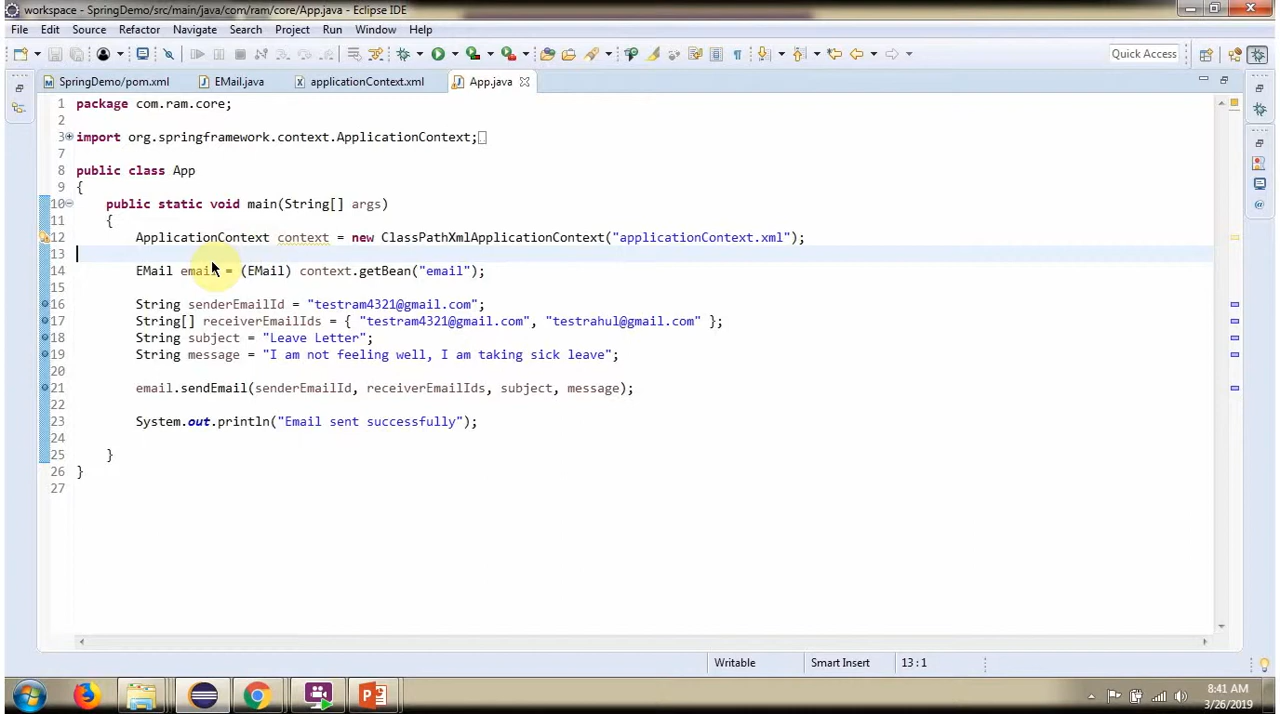 workspace - SpringDemo/src/main/java/com/ram/core/App.java - Eclipse IDE
File Edit Source Refactor Navigate Search Project Run Window Help
Quick Access
SpringDemo/pom.xml EMail.java applicationContext.xml App.java
1 package com.ram.core;
2
3 import org.springframework.context.ApplicationContext;
7
8 public class App
9 {
10 public static void main(String[] args)
11 {
12 ApplicationContext context = new ClassPathXmlApplicationContext("applicationContext.xml");
13
14 EMail email = (EMail) context.getBean("email");
15
16 String senderEmailId = "testram4321@gmail.com";
17 String[] receiverEmailIds = { "testram4321@gmail.com", "testrahul@gmail.com" };
18 String subject = "Leave Letter";
19 String message = "I am not feeling well, I am taking sick leave";
20
21 email.sendEmail(senderEmailId, receiverEmailIds, subject, message);
22
23 System.out.println("Email sent successfully");
24
25 }
26 }
27
Writable Smart Insert 13 : 1
8:41 AM
3/26/2019